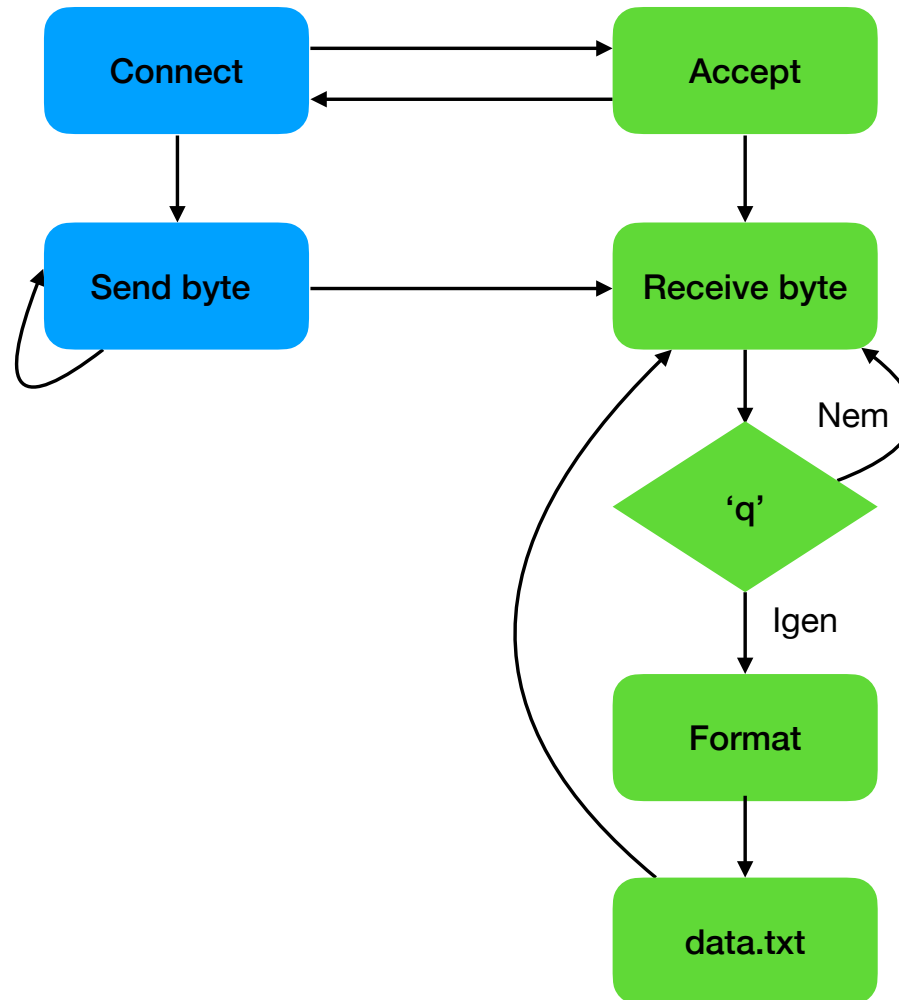 Connect
Accept
Send byte
Receive byte
Nem
‘q’
Igen
Format
data.txt